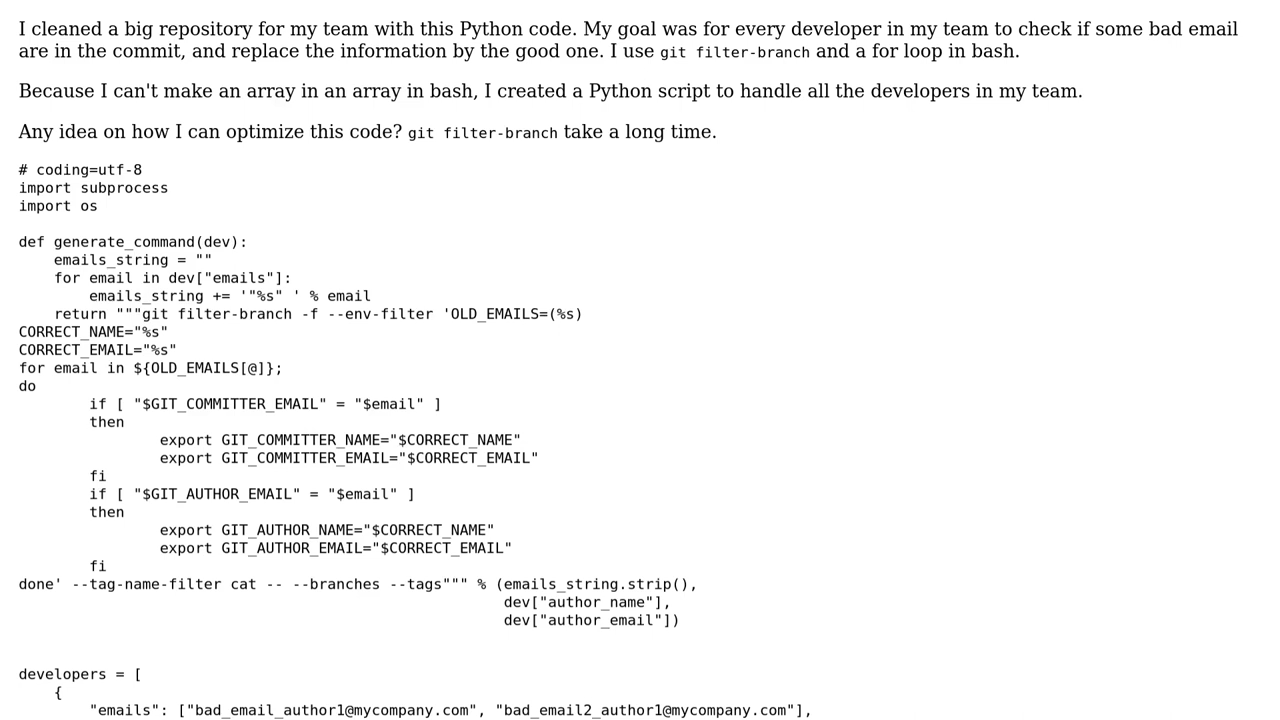 I cleaned a big repository for my team with this Python code. My goal was for every developer in my team to check if some bad email
are in the commit, and replace the information by the good one. I use git filter-branch and a for loop in bash.
Because I can't make an array in an array in bash, I created a Python script to handle all the developers in my team.
Any idea on how I can optimize this code? git filter-branch take a long time.
# coding=utf-8
import subprocess
import os
def generate_command(dev):
    emails_string = ""
    for email in dev["emails"]:
        emails_string += '"%s" ' % email
    return """git filter-branch -f --env-filter 'OLD_EMAILS=(%s)
CORRECT_NAME="%s"
CORRECT_EMAIL="%s"
for email in ${OLD_EMAILS[@]};
do
        if [ "$GIT_COMMITTER_EMAIL" = "$email" ]
        then
                export GIT_COMMITTER_NAME="$CORRECT_NAME"
                export GIT_COMMITTER_EMAIL="$CORRECT_EMAIL"
        fi
        if [ "$GIT_AUTHOR_EMAIL" = "$email" ]
        then
                export GIT_AUTHOR_NAME="$CORRECT_NAME"
                export GIT_AUTHOR_EMAIL="$CORRECT_EMAIL"
        fi
done' --tag-name-filter cat -- --branches --tags""" % (emails_string.strip(),
                                                       dev["author_name"],
                                                       dev["author_email"])
developers = [
    {
        "emails": ["bad_email_author1@mycompany.com", "bad_email2_author1@mycompany.com"],